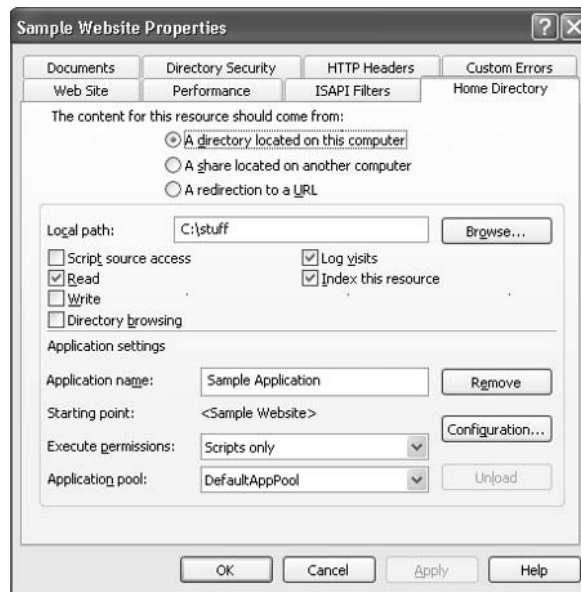 Sample Website Properties
Documents Directory Security HTTP Headers Custom Errors
Web Site Performance ISAPI Filters Home Directory
The content for this resource should come from:
A directory located on this computer
A share located on another computer
A redirection to a URL
Local path: C:\stuff Browse...
Script source access Log visits
Read Index this resource
Write
Directory browsing
Application settings
Application name: Sample Application Remove
Starting point: <Sample Website>
Configuration...
Execute permissions: Scripts only
Application pool: DefaultAppPool Unload
OK Cancel Apply Help